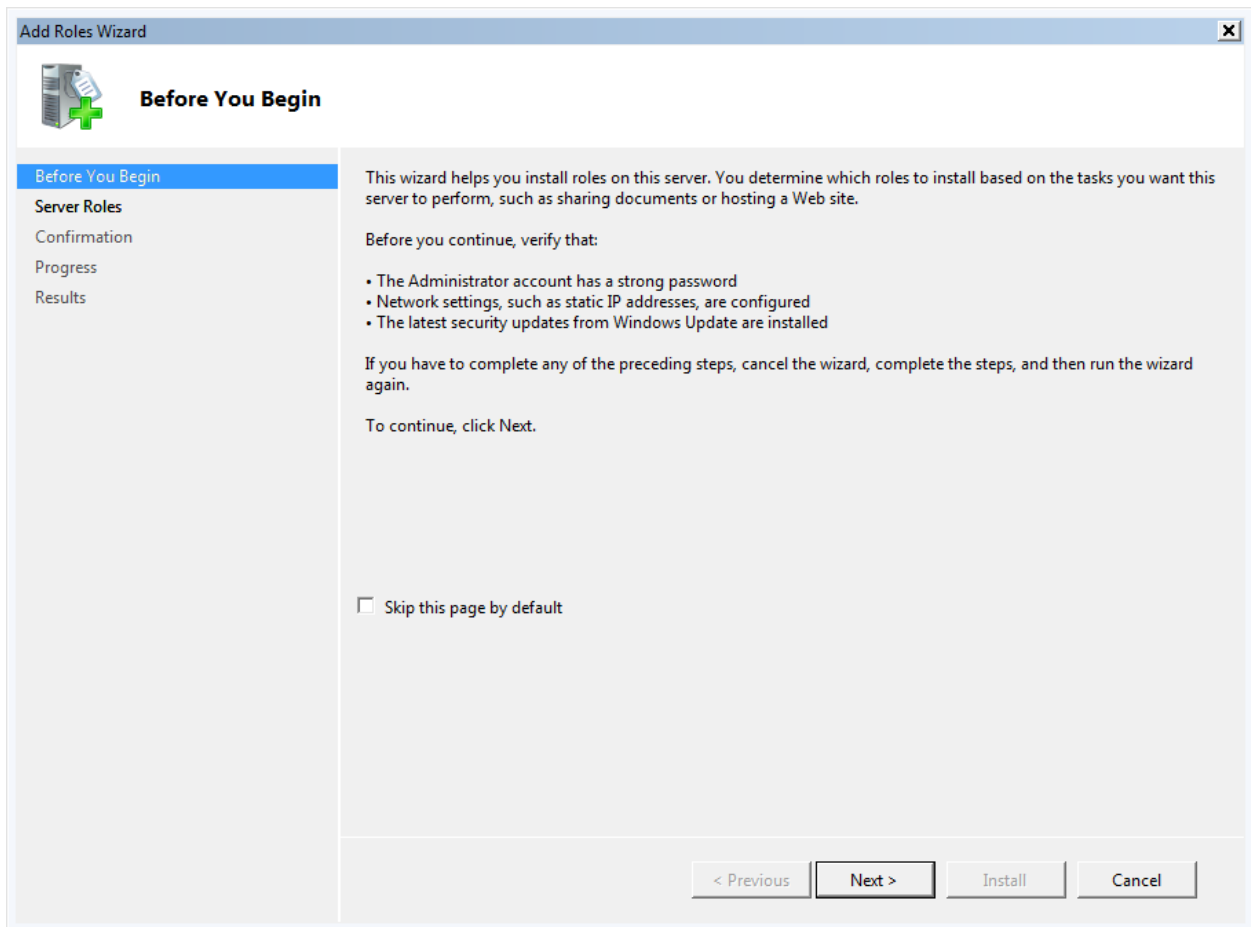 Add Roles Wizard
Before You Begin
Before You Begin
Server Roles
Confirmation
Progress
Results
This wizard helps you install roles on this server. You determine which roles to install based on the tasks you want this
server to perform, such as sharing documents or hosting a Web site.
Before you continue, verify that:
• The Administrator account has a strong password
• Network settings, such as static IP addresses, are configured
• The latest security updates from Windows Update are installed
If you have to complete any of the preceding steps, cancel the wizard, complete the steps, and then run the wizard
again.
To continue, click Next.
Skip this page by default
< Previous
Next >
Install
Cancel